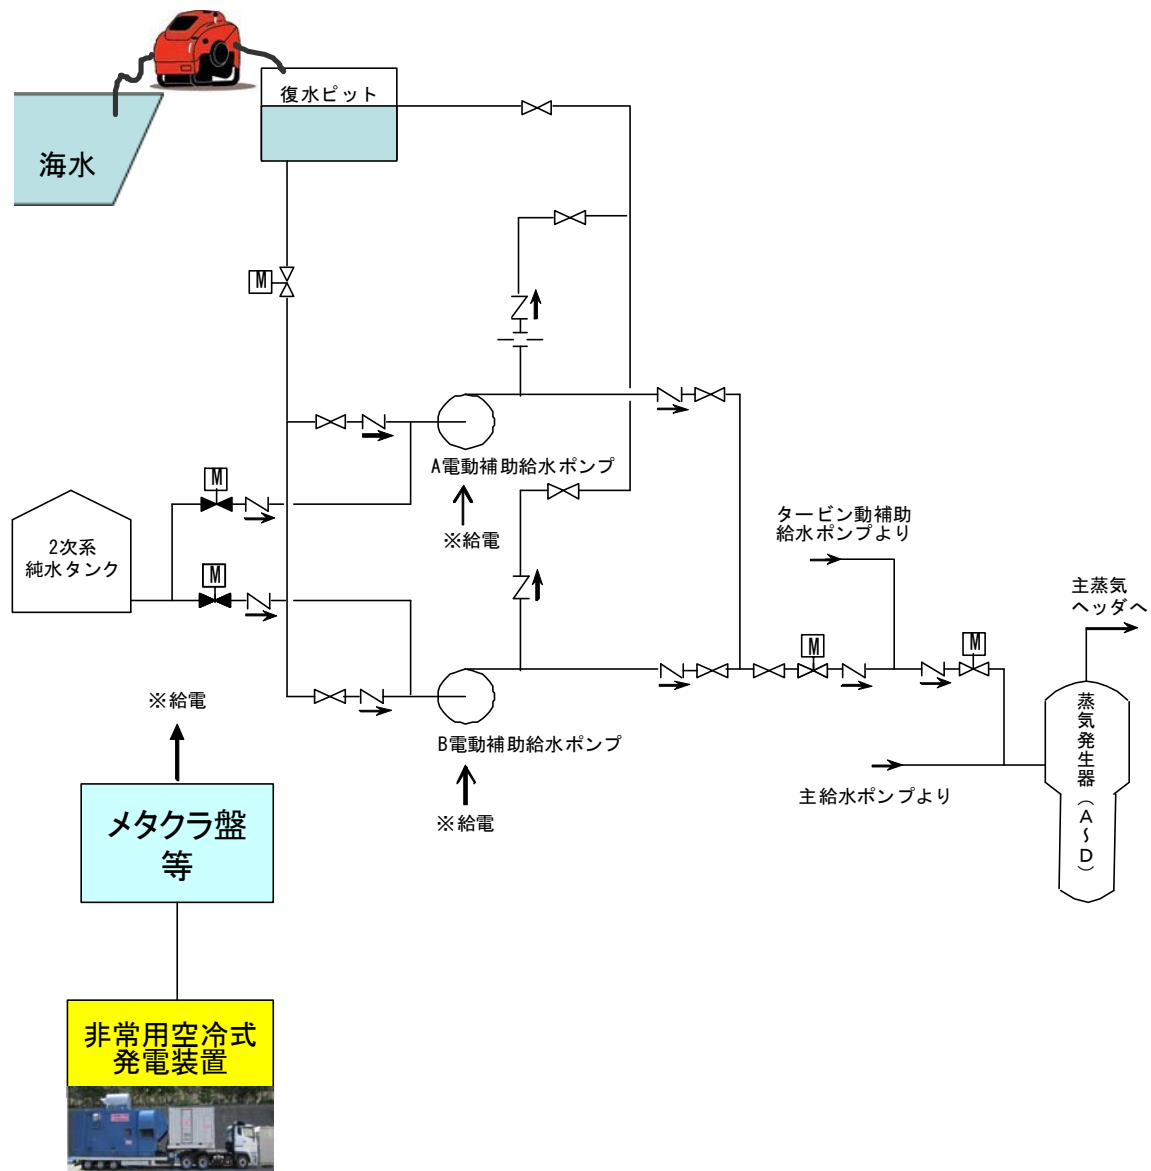 復水ピット
海水
M
A電動補助給水ポンプ
M
※給電
タービン動補助
給水ポンプより
2次系
純水タンク
M
主蒸気
ヘッダへ
M
M
※給電
B電動補助給水ポンプ
蒸気発生器(A~D)
主給水ポンプより
※給電
メタクラ盤
等
非常用空冷式
発電装置